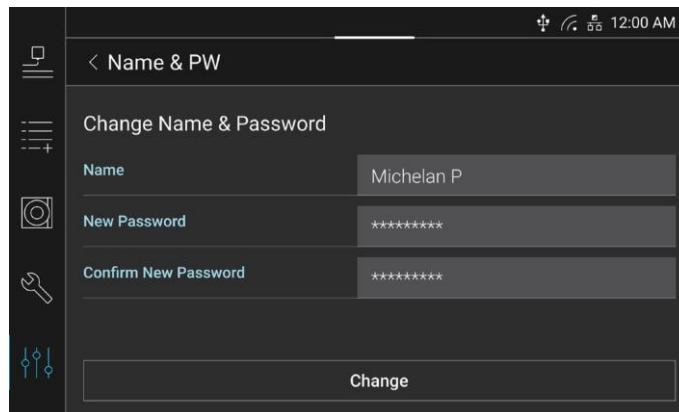 12:00 AM
< Name & PW
Change Name & Password
Name
Michelan P
New Password
*********
Confirm New Password
*********
Change